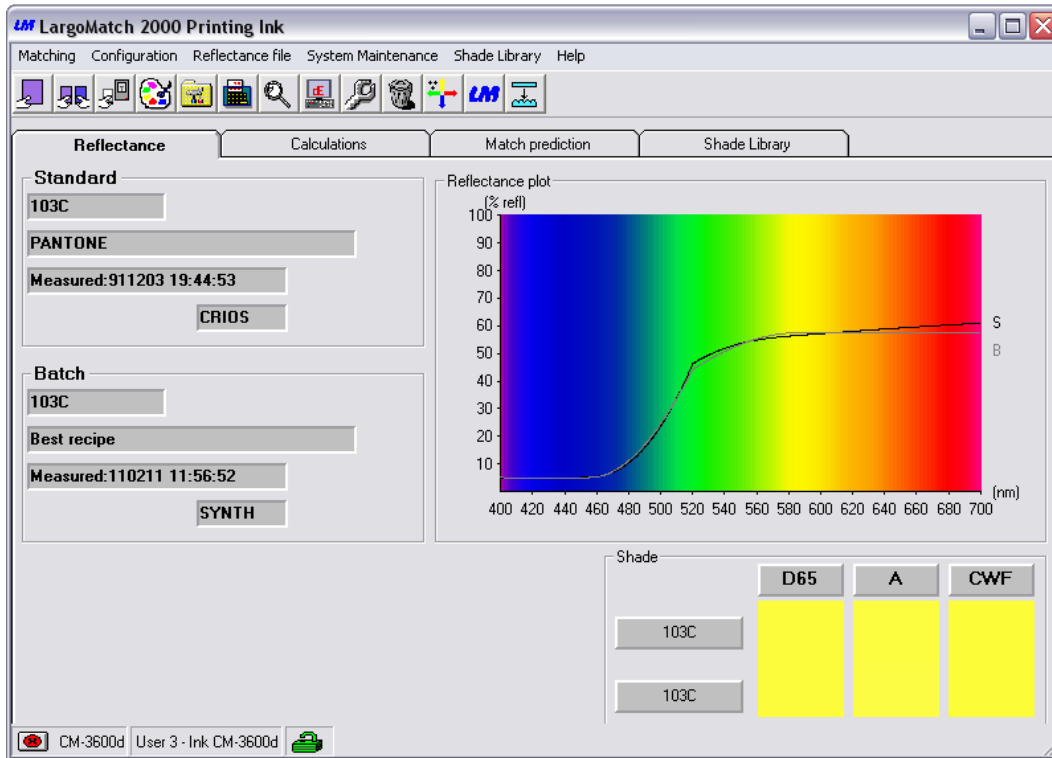 LM LargoMatch 2000 Printing Ink
Matching Configuration Reflectance file System Maintenance Shade Library Help
dE LM
Reflectance Calculations Match prediction Shade Library
Standard
103C
PANTONE
Measured:911203 19:44:53
CRIOS
Batch
103C
Best recipe
Measured:110211 11:56:52
SYNTH
Reflectance plot
(% refl)
100
90
80
70
60
50
40
30
20
10
S
B
(nm)
400 420 440 460 480 500 520 540 560 580 600 620 640 660 680 700
Shade
D65 A CWF
103C
103C
CM-3600d User 3 - Ink CM-3600d